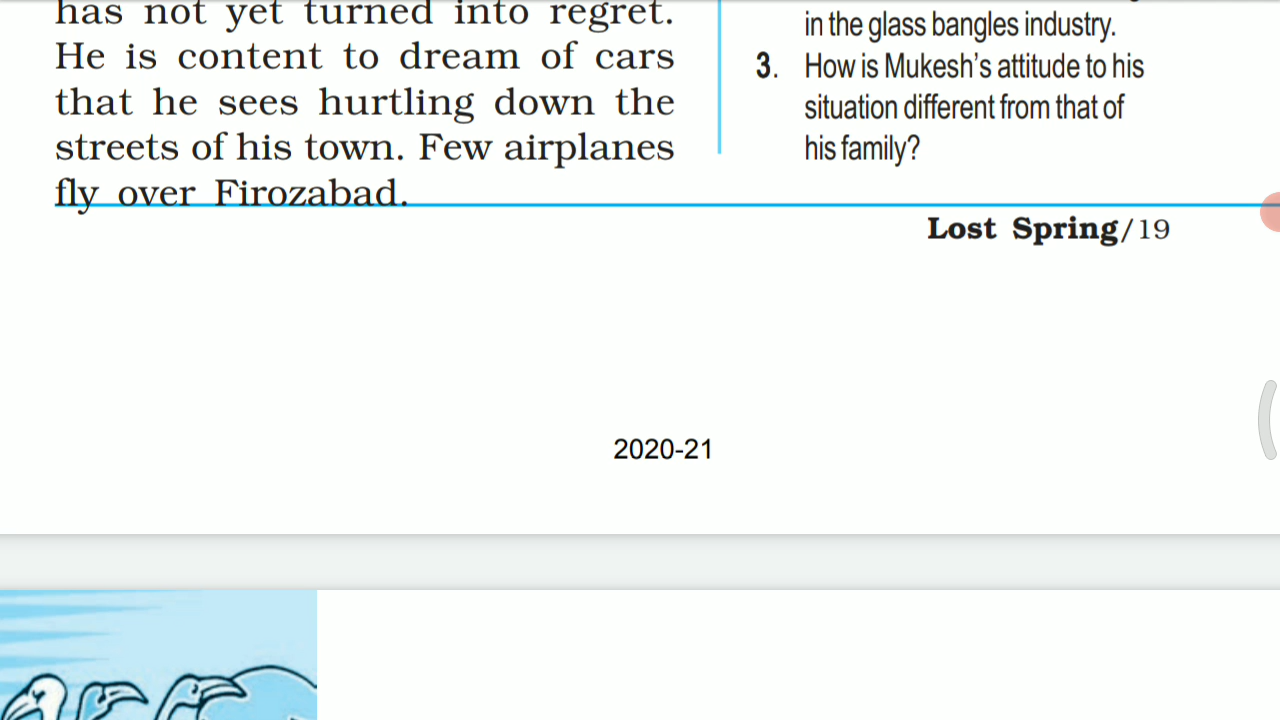 has not yet turned into regret.
He is content to dream of cars
that he sees hurtling down the
streets of his town. Few airplanes
fly over Firozabad.
in the glass bangles industry.
3. How is Mukesh's attitude to his
situation different from that of
his family?
Lost Spring/19
2020-21